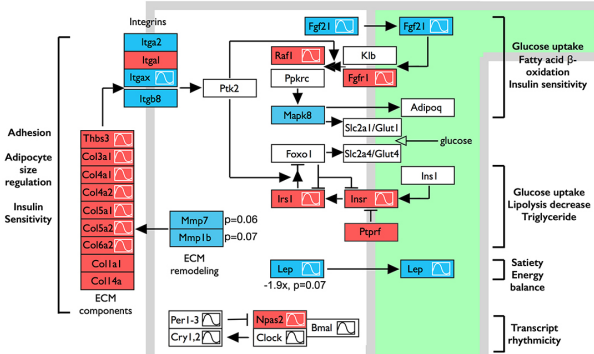 Integrins
Itga2
Itgal
Itgax
Itgb8
Ptk2
Fgf21
Fgf21
Raf1
Klb
Fgfr1
Ppkrc
Mapk8
Adipoq
Slc2a1/Glut1
glucose
Foxo1
Slc2a4/Glut4
Irs1
Insr
Ins1
Ptprf
Glucose uptake
Fatty acid β-
oxidation
Insulin sensitivity
Adhesion
Adipocyte
size
regulation
Insulin
Sensitivity
Thbs3
Col3a1
Col4a1
Col4a2
Col5a1
Col5a2
Col6a2
Col1a1
Col14a
ECM
components
Mmp7 p=0.06
Mmp1b p=0.07
ECM
remodeling
Glucose uptake
Lipolysis decrease
Triglyceride
Lep
Lep
-1.9x, p=0.07
Satiety
Energy
balance
Per1-3
Cry1,2
Npas2
Clock
Bmal
Transcript
rhythmicity